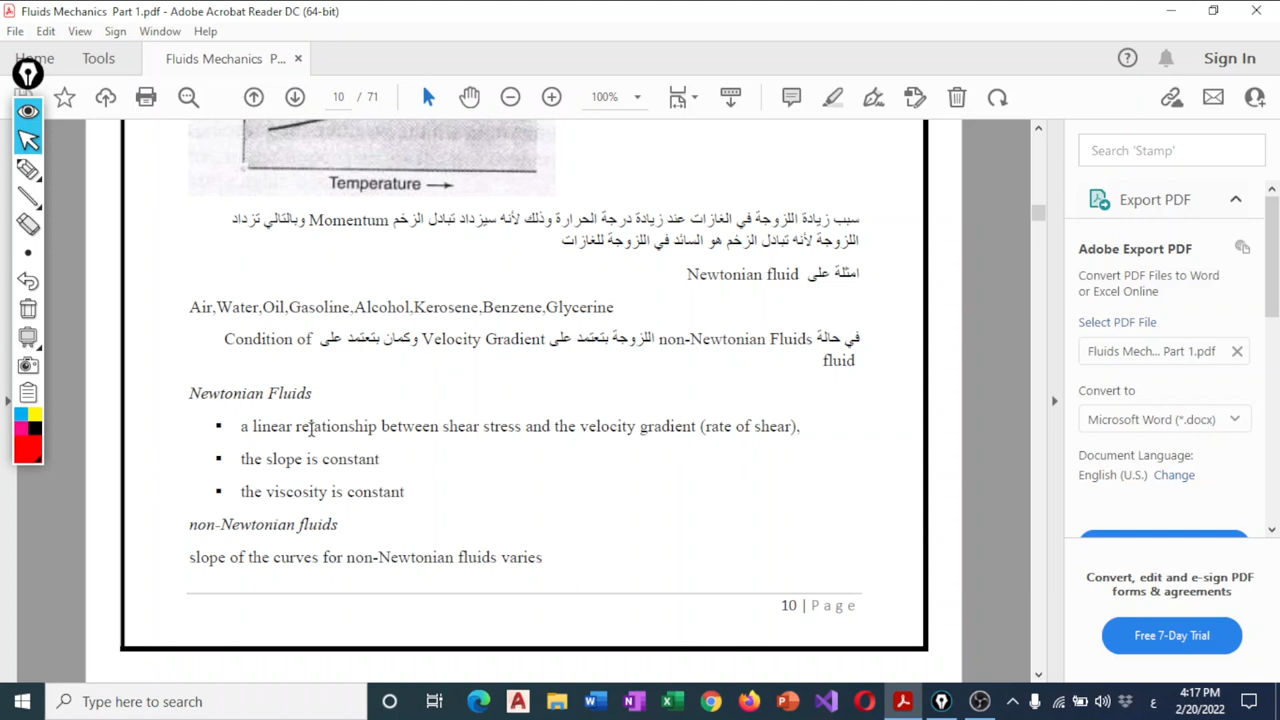 Fluids Mechanics Part 1.pdf - Adobe Acrobat Reader DC (64-bit)
File Edit View Sign Window Help
Home Tools Fluids Mechanics P... ×
Sign In
10 / 71 100%
Temperature
سبب زيادة اللزوجة في الغازات عند زيادة درجة الحرارة وذلك لأنه سيزداد تبادل الزخم Momentum وبالتالي تزداد
اللزوجة لأنه تبادل الزخم هو السائد في اللزوجة للغازات
امثلة على Newtonian fluid
Air,Water,Oil,Gasoline,Alcohol,Kerosene,Benzene,Glycerine
في حالة non-Newtonian Fluids اللزوجة بتعتمد على Velocity Gradient وكمان بتعتمد على Condition of
fluid
Newtonian Fluids
▪ a linear relationship between shear stress and the velocity gradient (rate of shear),
▪ the slope is constant
▪ the viscosity is constant
non-Newtonian fluids
slope of the curves for non-Newtonian fluids varies
10 | Page
Search 'Stamp'
Export PDF
Adobe Export PDF
Convert PDF Files to Word
or Excel Online
Select PDF File
Fluids Mech... Part 1.pdf
Convert to
Microsoft Word (*.docx)
Document Language:
English (U.S.) Change
Convert, edit and e-sign PDF
forms & agreements
Free 7-Day Trial
Type here to search
ع
4:17 PM
2/20/2022